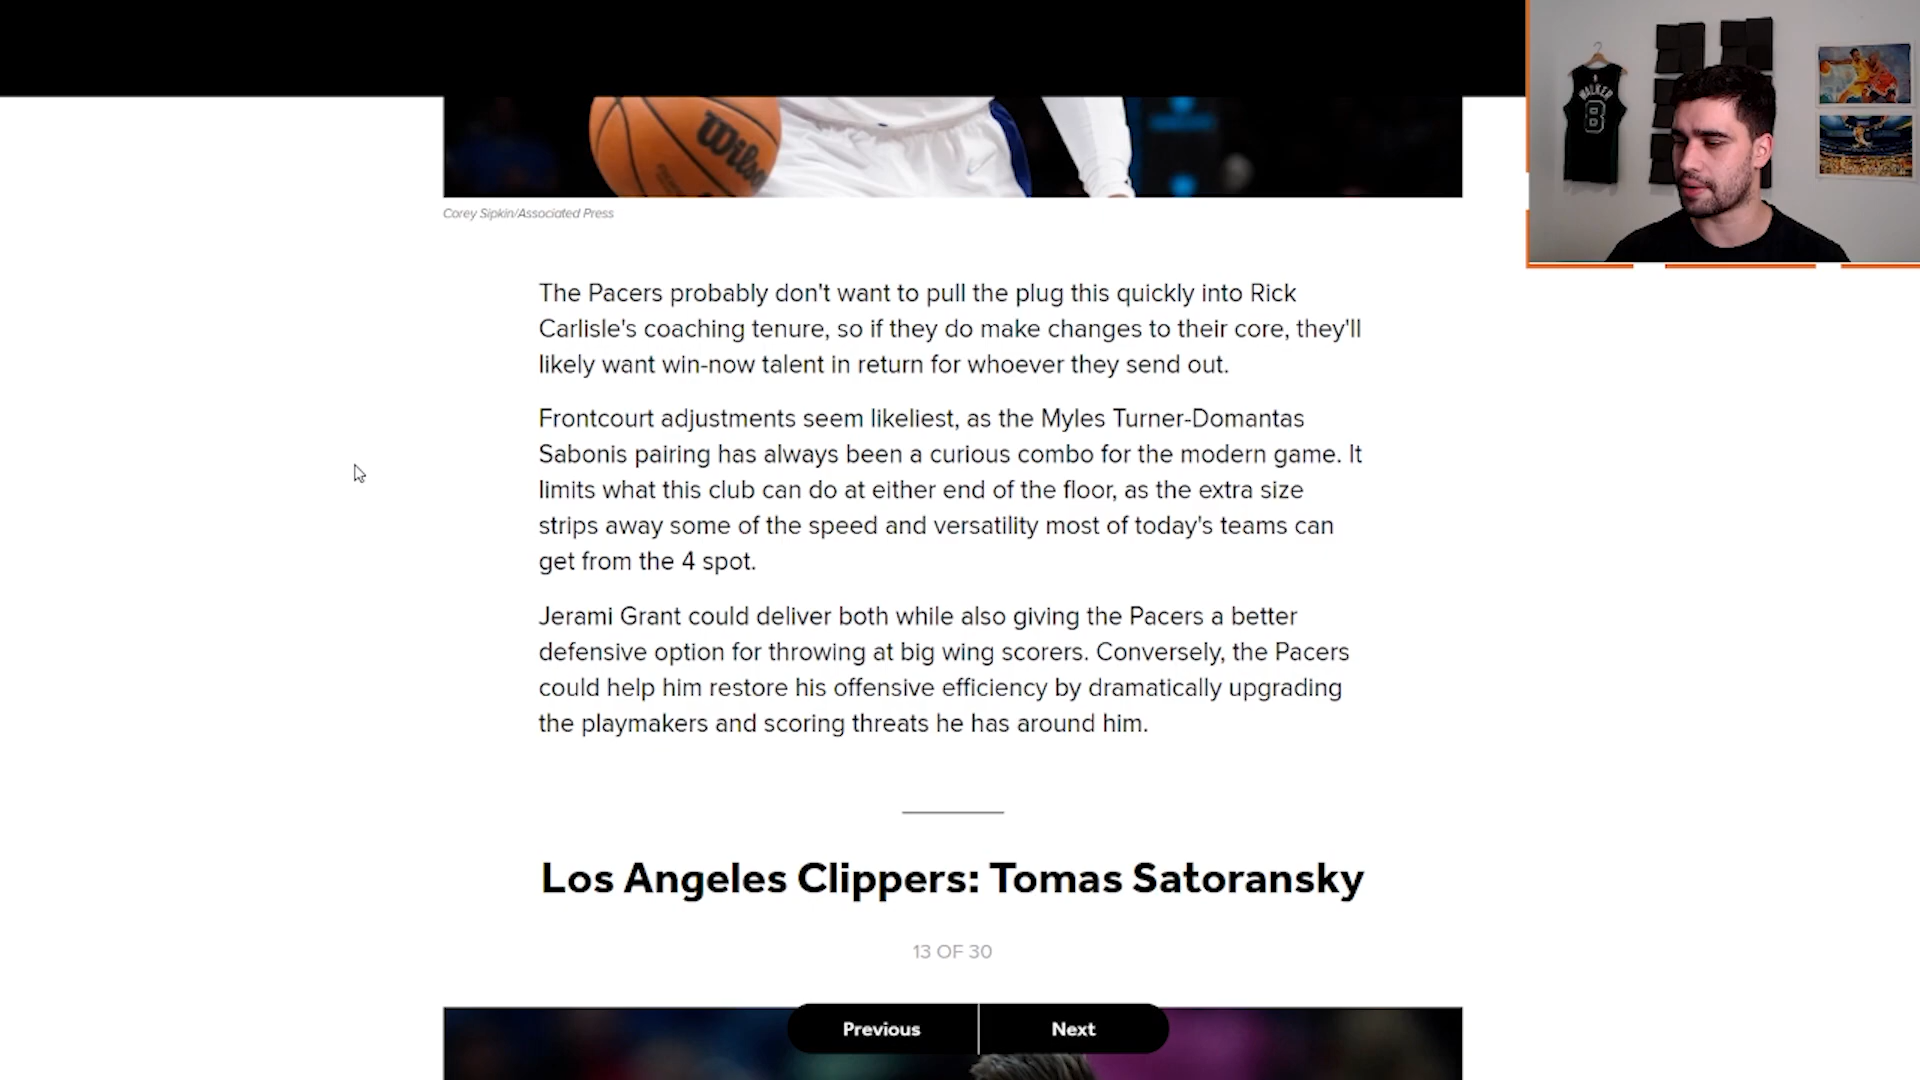 WALKER
8
Wilson
Corey Sipkin/Associated Press
The Pacers probably don't want to pull the plug this quickly into Rick
Carlisle's coaching tenure, so if they do make changes to their core, they'll
likely want win-now talent in return for whoever they send out.
Frontcourt adjustments seem likeliest, as the Myles Turner-Domantas
Sabonis pairing has always been a curious combo for the modern game. It
limits what this club can do at either end of the floor, as the extra size
strips away some of the speed and versatility most of today's teams can
get from the 4 spot.
Jerami Grant could deliver both while also giving the Pacers a better
defensive option for throwing at big wing scorers. Conversely, the Pacers
could help him restore his offensive efficiency by dramatically upgrading
the playmakers and scoring threats he has around him.
Los Angeles Clippers: Tomas Satoransky
13 OF 30
Previous
Next